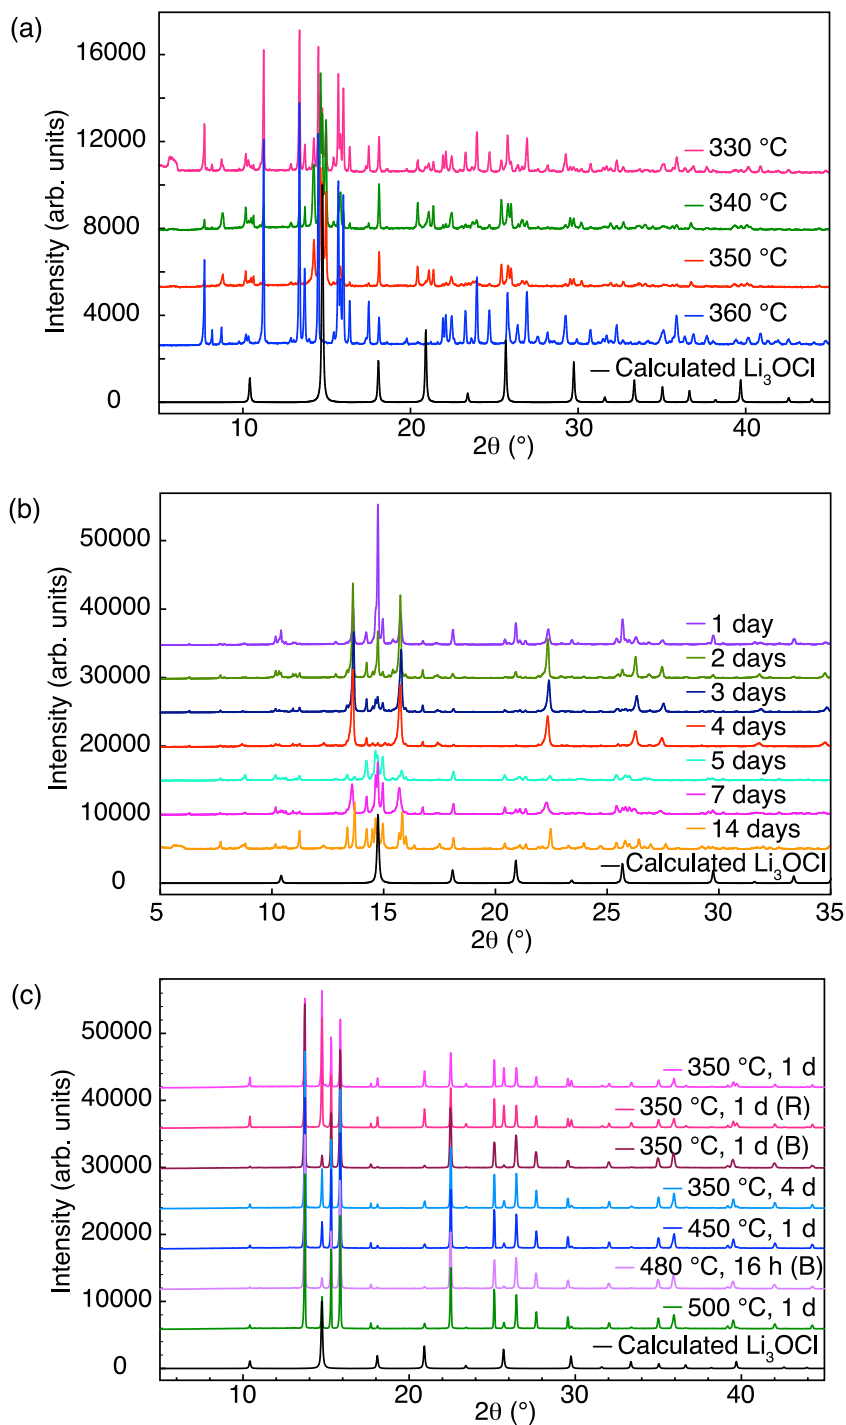 (a)
16000
12000
8000
4000
0
Intensity (arb. units)
330 °C
340 °C
350 °C
360 °C
Calculated Li₃OCl
10
20
30
40
2θ (°)
(b)
50000
40000
30000
20000
10000
0
Intensity (arb. units)
1 day
2 days
3 days
4 days
5 days
7 days
14 days
Calculated Li₃OCl
5
10
15
20
25
30
35
2θ (°)
(c)
50000
40000
30000
20000
10000
0
Intensity (arb. units)
350 °C, 1 d
350 °C, 1 d (R)
350 °C, 1 d (B)
350 °C, 4 d
450 °C, 1 d
480 °C, 16 h (B)
500 °C, 1 d
Calculated Li₃OCl
10
20
30
40
2θ (°)